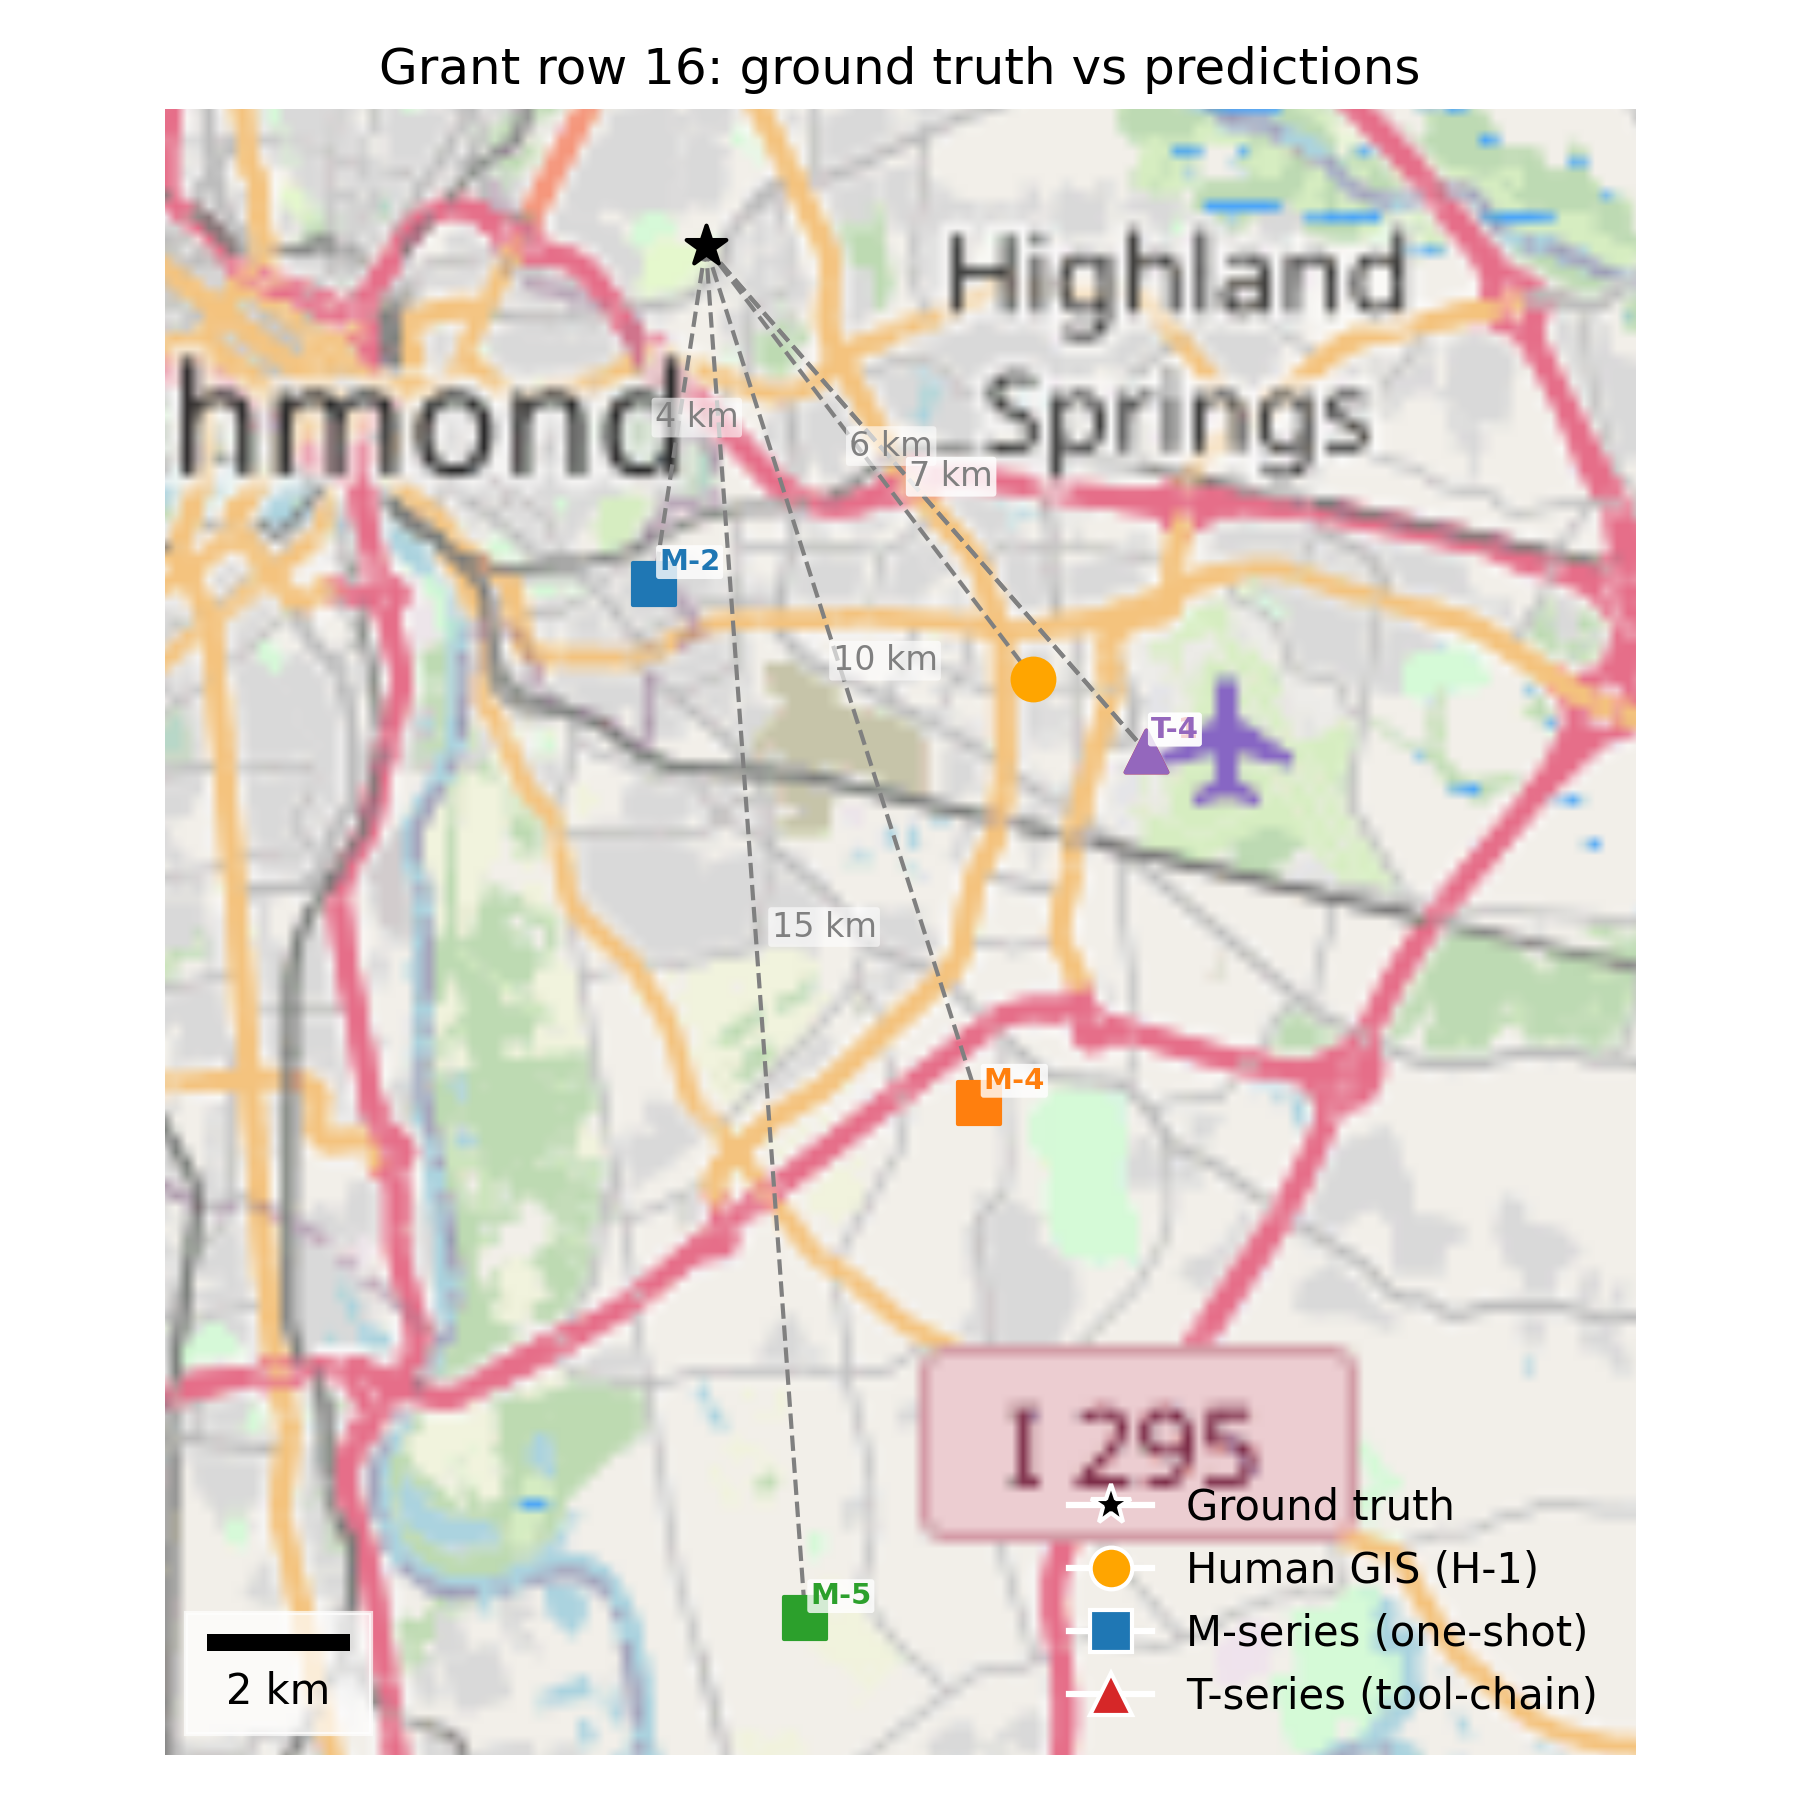 Grant row 16: ground truth vs predictions
Highland
Springs
hmond
4 km
6 km
7 km
M-2
10 km
T-4
15 km
M-4
I 295
M-5
Ground truth
Human GIS (H-1)
M-series (one-shot)
T-series (tool-chain)
2 km